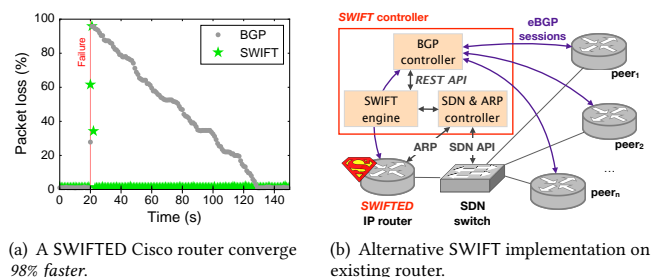 Packet loss (%)
100
80
60
40
20
0
Failure
BGP
SWIFT
0 20 40 60 80 100 120 140
Time (s)
(a) A SWIFTED Cisco router converge
98% faster.
SWIFT controller
eBGP
sessions
BGP
controller
REST API
SWIFT
engine
SDN & ARP
controller
ARP
SDN API
peer1
peer2
...
peern
SWIFTED
IP router
SDN
switch
(b) Alternative SWIFT implementation on
existing router.